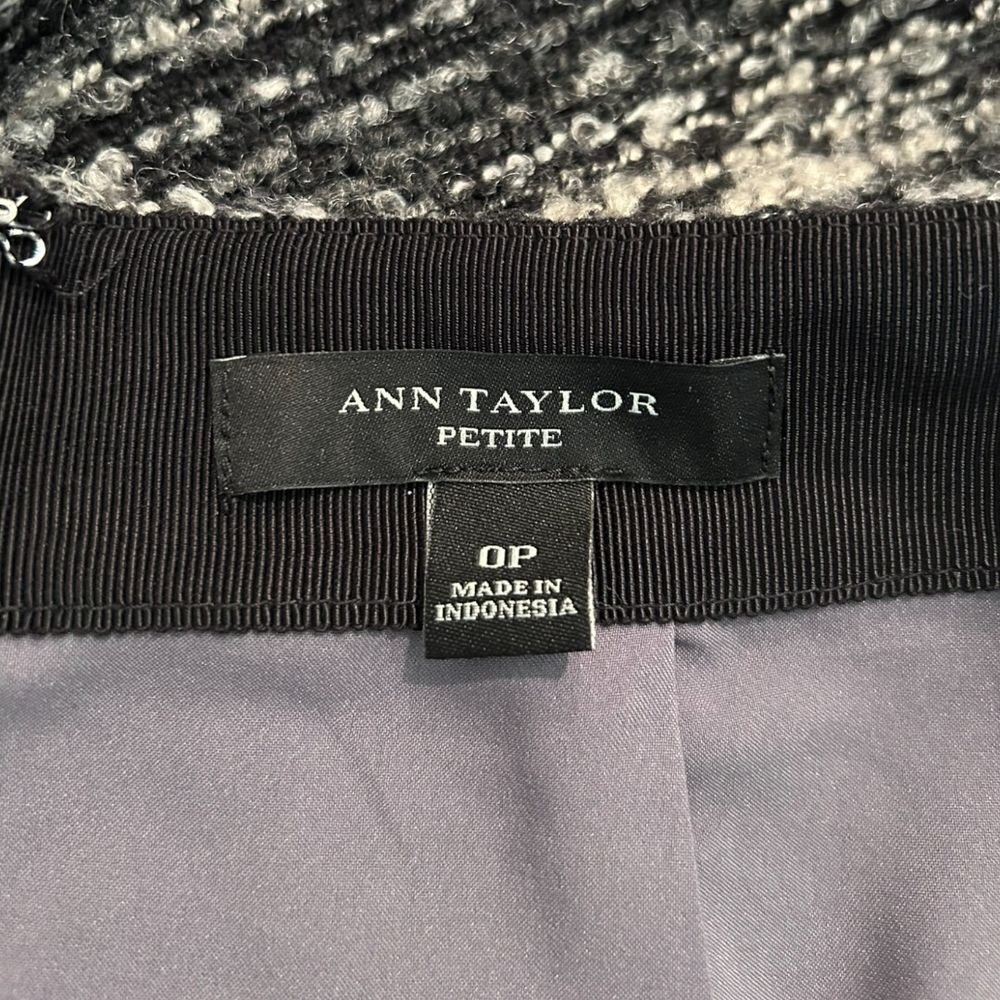 ANN TAYLOR
PETITE
0P
MADE IN
INDONESIA